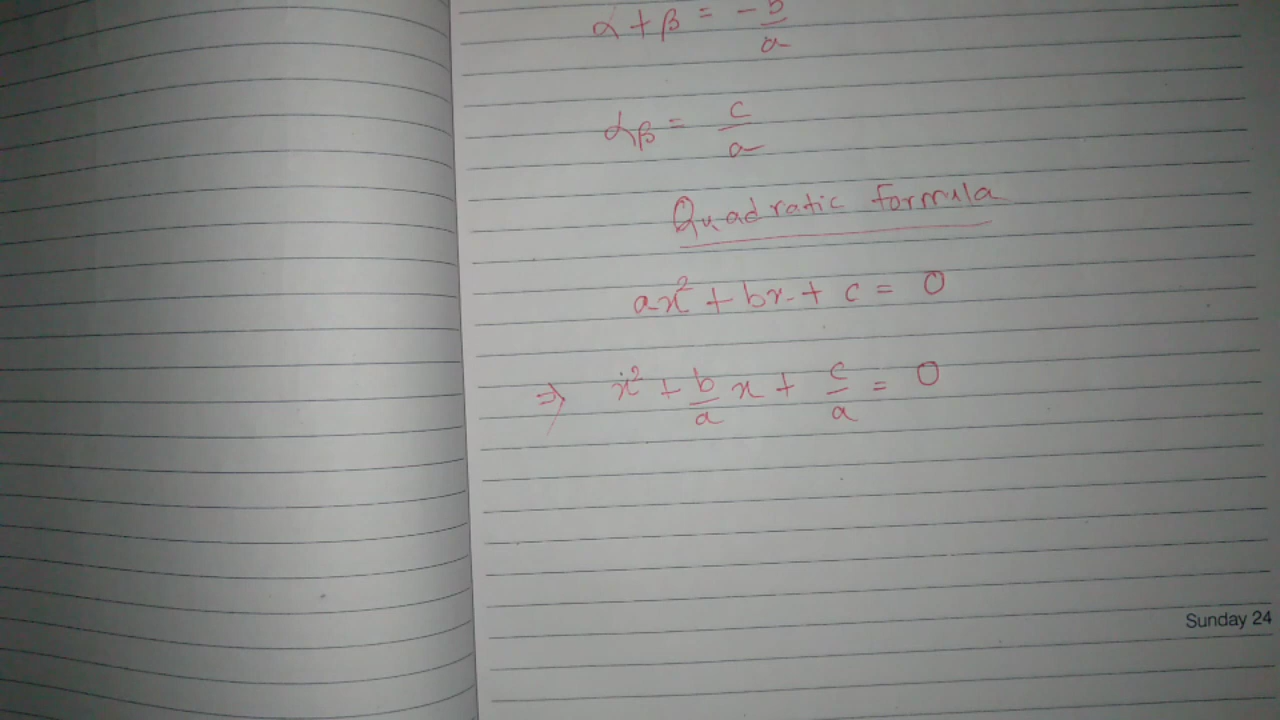 α + β = - b/a
αβ = c/a
Quadratic formula
ax² + bx + c = 0
⇒ x² + b/a x + c/a = 0
Sunday 24